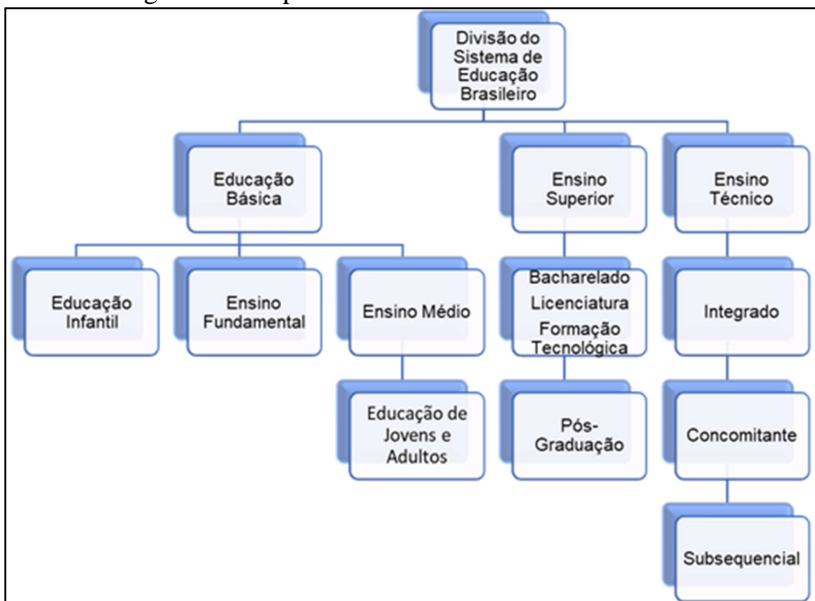 Divisão do
Sistema de
Educação
Brasileiro
Educação
Básica
Ensino
Superior
Ensino
Técnico
Educação
Infantil
Ensino
Fundamental
Ensino Médio
Bacharelado
Licenciatura
Formação
Tecnológica
Integrado
Educação de
Jovens e
Adultos
Pós-
Graduação
Concomitante
Subsequencial